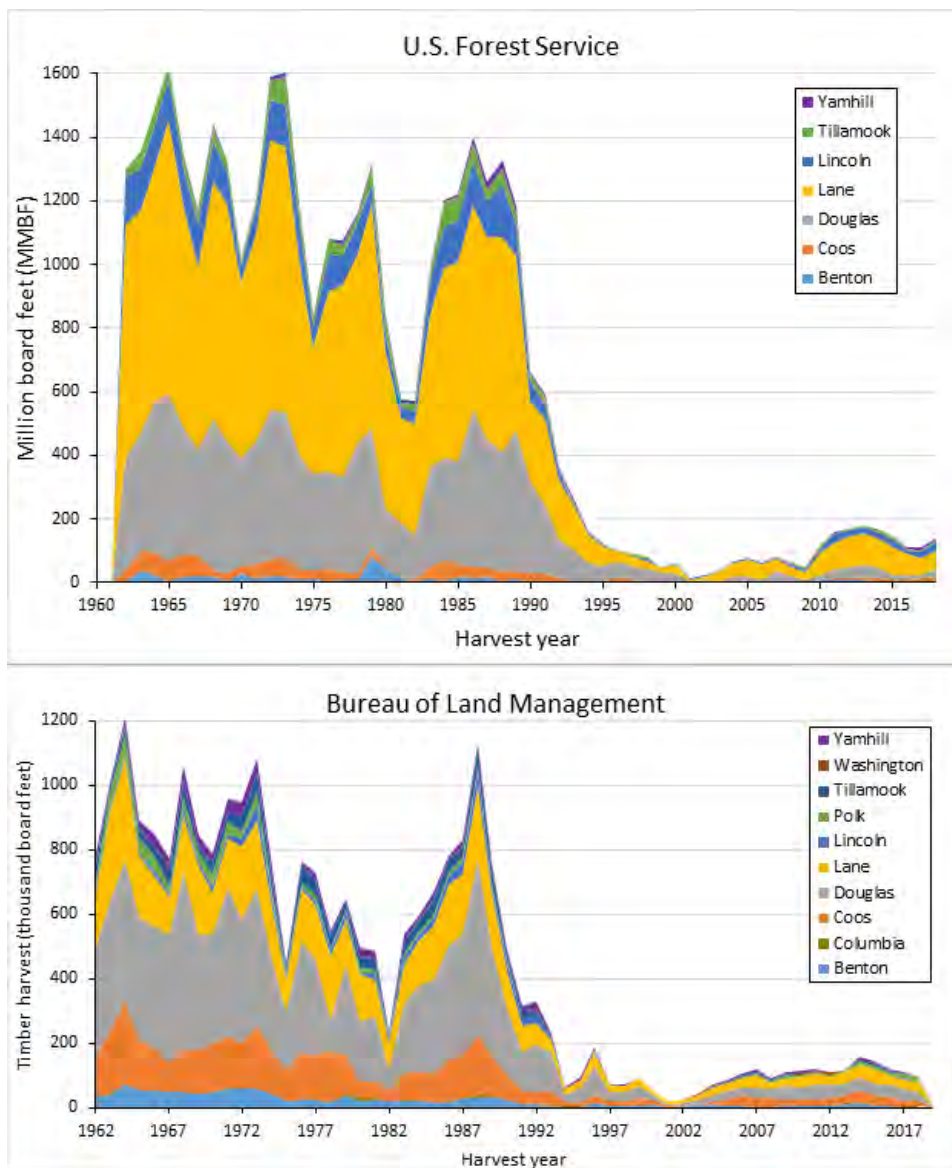 U.S. Forest Service
1600
1400
1200
1000
800
600
400
200
0
Million board feet (MMBF)
Yamhill
Tillamook
Lincoln
Lane
Douglas
Coos
Benton
1960 1965 1970 1975 1980 1985 1990 1995 2000 2005 2010 2015
Harvest year
Bureau of Land Management
1200
1000
800
600
400
200
0
Timber harvest (thousand board feet)
Yamhill
Washington
Tillamook
Polk
Lincoln
Lane
Douglas
Coos
Columbia
Benton
1962 1967 1972 1977 1982 1987 1992 1997 2002 2007 2012 2017
Harvest year